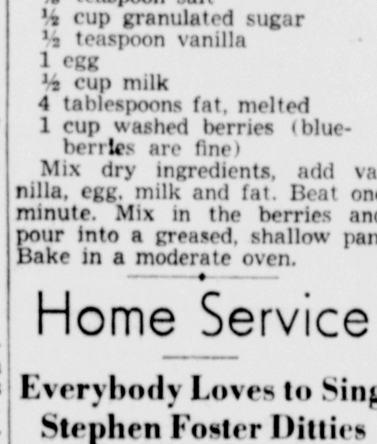 ½ cup granulated sugar
½ teaspoon vanilla
1 egg
½ cup milk
4 tablespoons fat, melted
1 cup washed berries (blue-
berries are fine)
Mix dry ingredients, add va
nilla, egg, milk and fat. Beat on
minute. Mix in the berries an
pour into a greased, shallow pan
Bake in a moderate oven.
Home Service
Everybody Loves to Sing
Stephen Foster Ditties